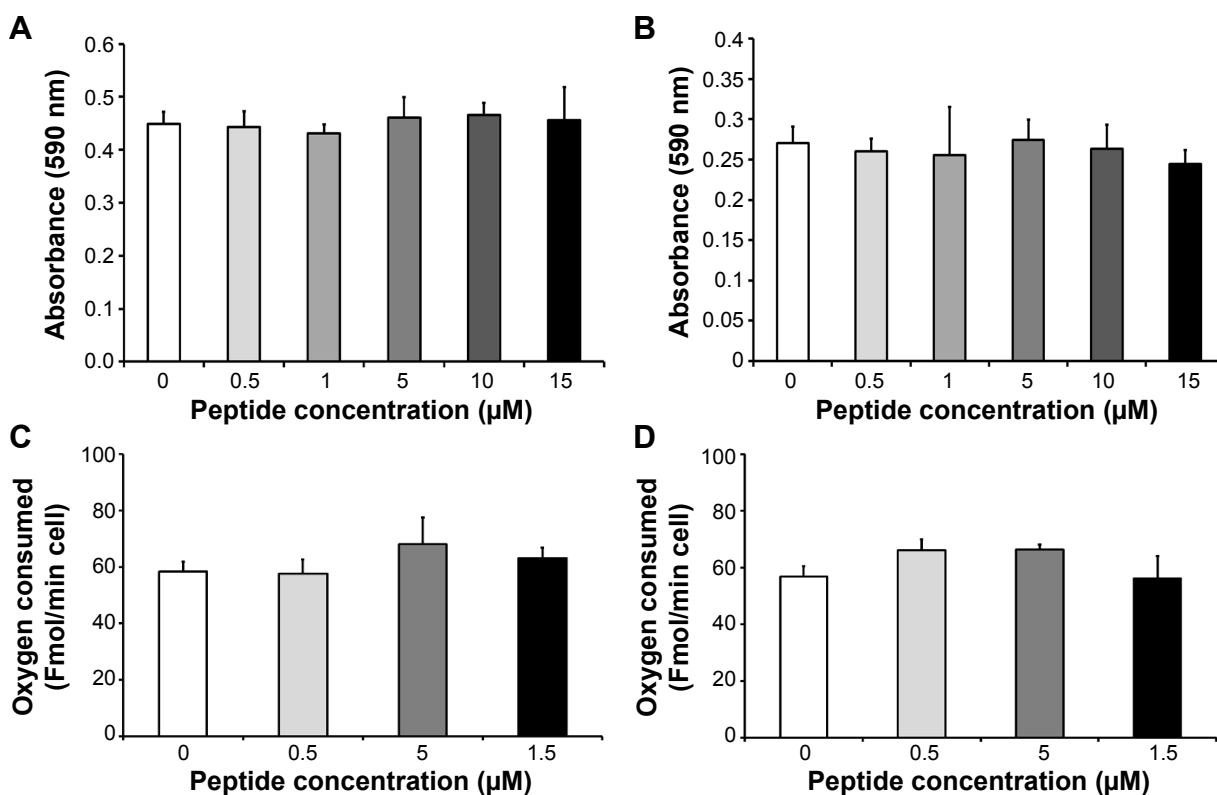 A
Absorbance (590 nm)
0.6
0.5
0.4
0.3
0.2
0.1
0.0
0 0.5 1 5 10 15
Peptide concentration (µM)
B
Absorbance (590 nm)
0.4
0.35
0.3
0.25
0.2
0.15
0.1
0.05
0
0 0.5 1 5 10 15
Peptide concentration (µM)
C
Oxygen consumed
(Fmol/min cell)
100
80
60
40
20
0
0 0.5 5 1.5
Peptide concentration (µM)
D
Oxygen consumed
(Fmol/min cell)
100
80
60
40
20
0
0 0.5 5 1.5
Peptide concentration (µM)